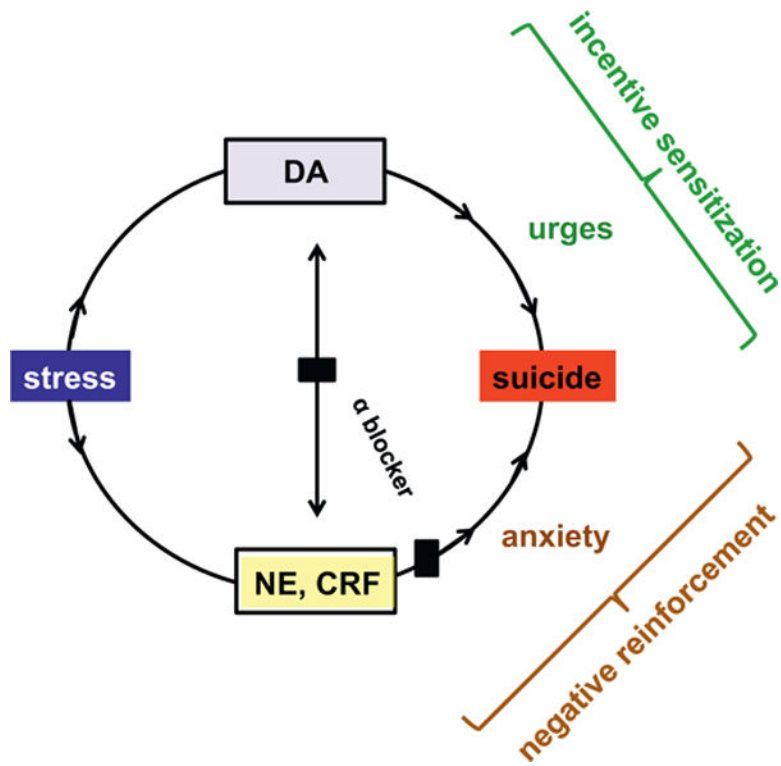 incentive sensitization
DA
urges
stress
suicide
α blocker
anxiety
NE, CRF
negative reinforcement